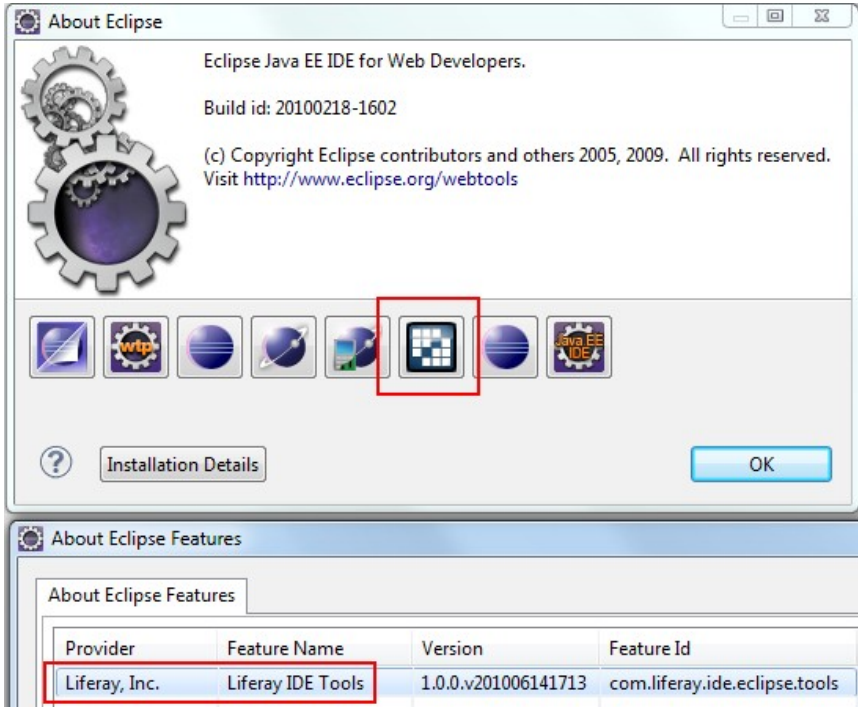 About Eclipse
Eclipse Java EE IDE for Web Developers.
Build id: 20100218-1602
(c) Copyright Eclipse contributors and others 2005, 2009.  All rights reserved.
Visit http://www.eclipse.org/webtools
wtp
Java EE
IDE
? Installation Details OK
About Eclipse Features
About Eclipse Features
Provider Feature Name Version Feature Id
Liferay, Inc. Liferay IDE Tools 1.0.0.v201006141713 com.liferay.ide.eclipse.tools